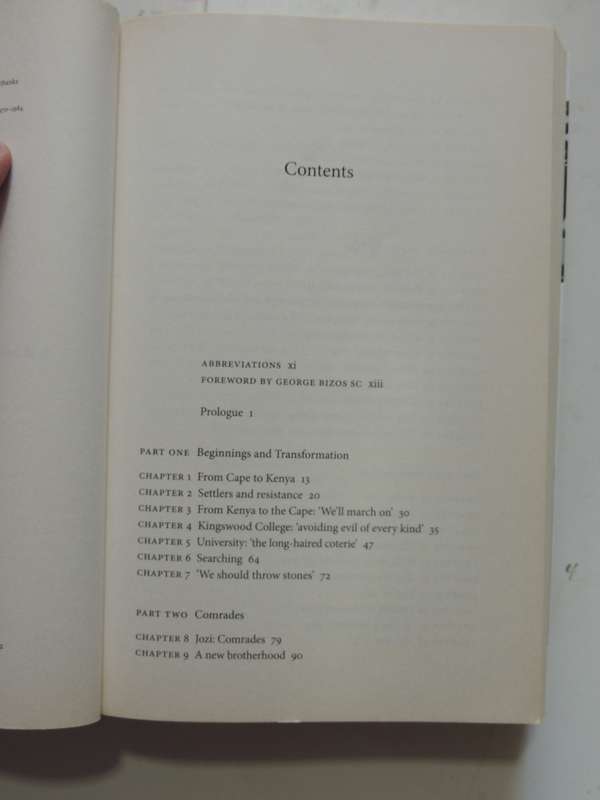 Contents
ABBREVIATIONS xi
FOREWORD BY GEORGE BIZOS SC xiii
Prologue 1
PART ONE Beginnings and Transformation
CHAPTER 1 From Cape to Kenya 13
CHAPTER 2 Settlers and resistance 20
CHAPTER 3 From Kenya to the Cape: ‘We’ll march on’ 30
CHAPTER 4 Kingswood College: ‘avoiding evil of every kind’ 35
CHAPTER 5 University: ‘the long-haired coterie’ 47
CHAPTER 6 Searching 64
CHAPTER 7 ‘We should throw stones’ 72
PART TWO Comrades
CHAPTER 8 Jozi: Comrades 79
CHAPTER 9 A new brotherhood 90